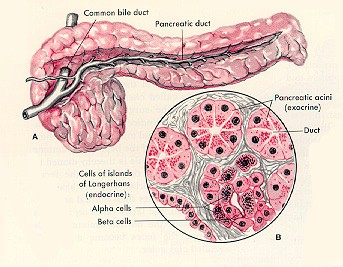 Common bile duct
Pancreatic duct
A
Pancreatic acini
(exocrine)
Duct
Cells of islands
of Langerhans
(endocrine):
Alpha cells
Beta cells
B